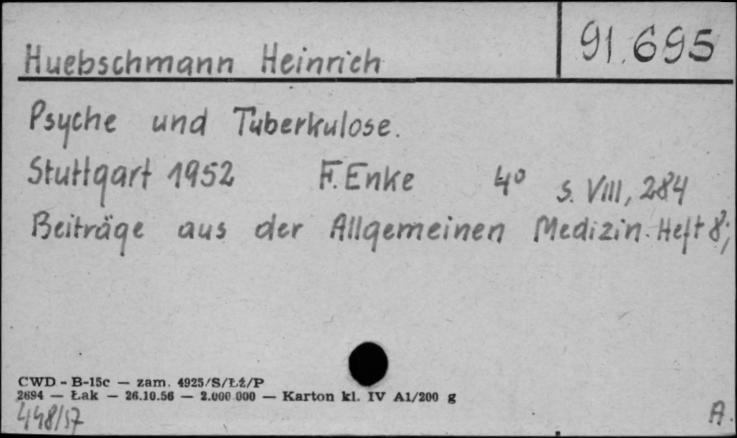 Huebschmann Heinrich
91.695
Psyche und Tuberkulose.
Stuttgart 1952 F. Enke 4° s. VIII, 284
Beiträge aus der Allgemeinen Medizin. Heft 8;
CWD - B-15c — zam. 4925/S/Łź/P
2694 — Łak — 26.10.56 — 2.000 000 — Karton kl. IV A1/200 g
448/57
A.